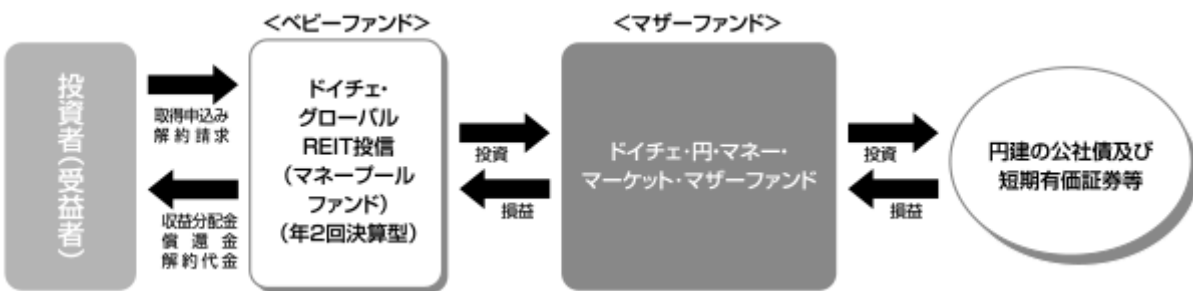 <ベビーファンド>
<マザーファンド>
投資者(受益者)
取得申込み
解約請求
収益分配金
償還金
解約代金
ドイチェ・
グローバル
REIT投信
(マネープール
ファンド)
(年2回決算型)
投資
損益
ドイチェ・円・マネー・
マーケット・マザーファンド
投資
損益
円建の公社債及び
短期有価証券等